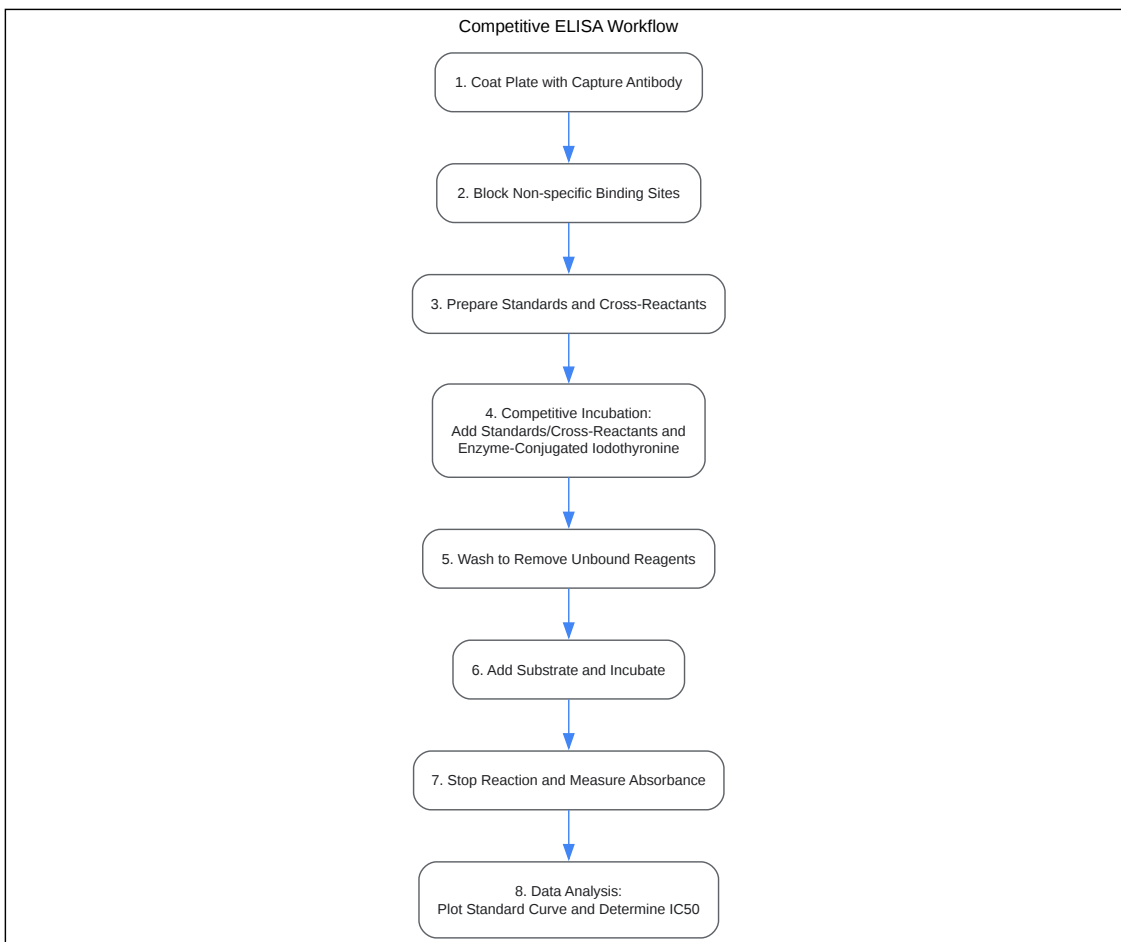 Competitive ELISA Workflow
1. Coat Plate with Capture Antibody
2. Block Non-specific Binding Sites
3. Prepare Standards and Cross-Reactants
4. Competitive Incubation:
Add Standards/Cross-Reactants and
Enzyme-Conjugated Iodothyronine
5. Wash to Remove Unbound Reagents
6. Add Substrate and Incubate
7. Stop Reaction and Measure Absorbance
8. Data Analysis:
Plot Standard Curve and Determine IC50